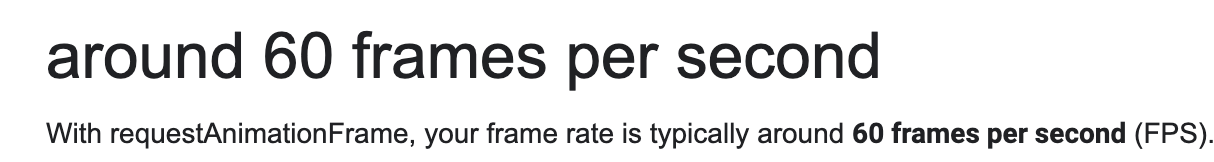 around 60 frames per second
With requestAnimationFrame, your frame rate is typically around 60 frames per second (FPS).